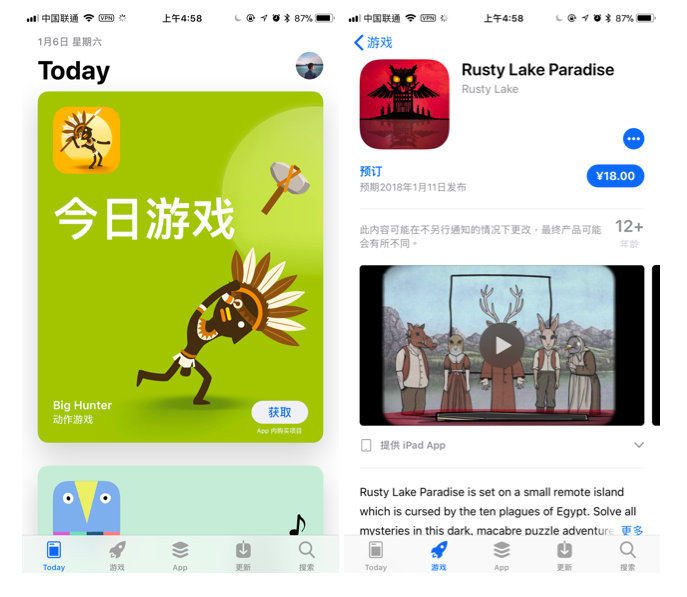 中国联通 VPN 上午4:58 87%
1月6日 星期六
Today
今日游戏
Big Hunter
动作游戏
获取
App 内购买项目
Today 游戏 App 更新 搜索
中国联通 VPN 上午4:58 87%
游戏
Rusty Lake Paradise
Rusty Lake
预订
预期2018年1月11日发布
¥18.00
此内容可能在不另行通知的情况下更改，最终产品可能
会有所不同。
12+
年龄
提供 iPad App
Rusty Lake Paradise is set on a small remote island
which is cursed by the ten plagues of Egypt. Solve all
mysteries in this dark, macabre puzzle adventure 更多
Today 游戏 App 更新 搜索